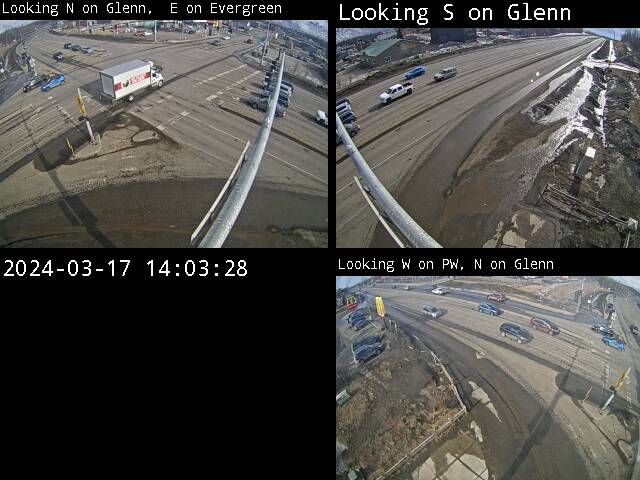 Looking N on Glenn, E on Evergreen
Looking S on Glenn
2024-03-17 14:03:28
Looking W on PW, N on Glenn